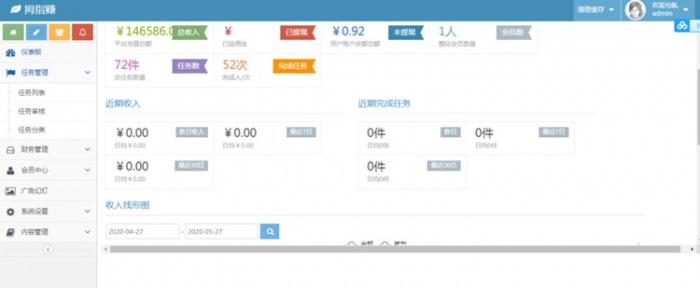 拇指赚
清理缓存
欢迎光临,
admin
仪表板
任务管理
任务列表
任务审核
任务分类
财务管理
会员中心
广告幻灯
系统设置
内容管理
¥146586.0 总收入
平台充值总额
¥ 已提现
已提佣金
¥0.92 未提现
用户账户余额总额
1人 会员数
整站会员数量
72件 任务数
总任务数量
52次 完成任务
完成人/次
近期收入
¥0.00 昨日收入
日均¥0.00
¥0.00 最近7日
日均¥0.00
¥0.00 最近30日
日均¥0.00
近期完成任务
0件 昨日
日均0件
0件 最近7日
日均0件
0件 最近30日
日均0件
收入线形图
2020-04-27 - 2020-05-27